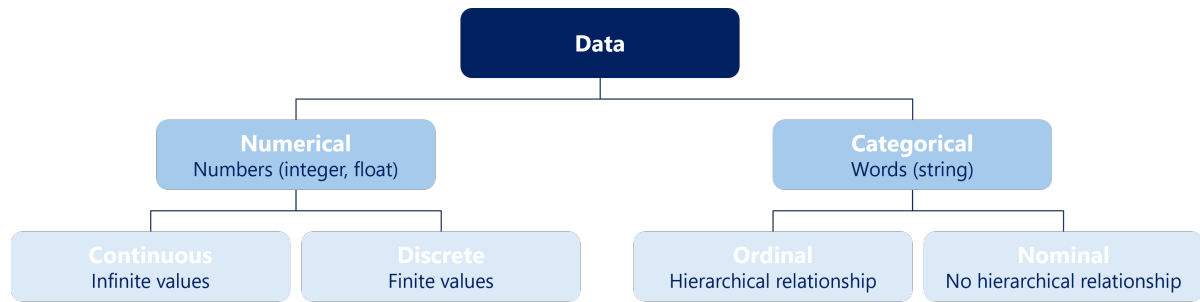 Data
Numerical
Numbers (integer, float)
Categorical
Words (string)
Continuous
Infinite values
Discrete
Finite values
Ordinal
Hierarchical relationship
Nominal
No hierarchical relationship